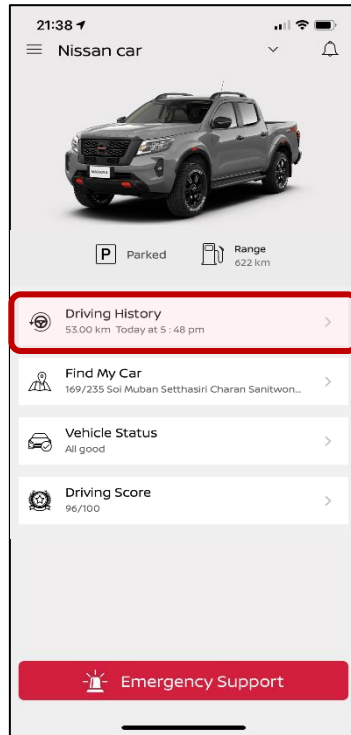 21:38
Nissan car
NAVARA
P Parked
Range
622 km
Driving History
53.00 km Today at 5 : 48 pm
Find My Car
169/235 Soi Muban Setthasiri Charan Sanitwon...
Vehicle Status
All good
Driving Score
96/100
Emergency Support